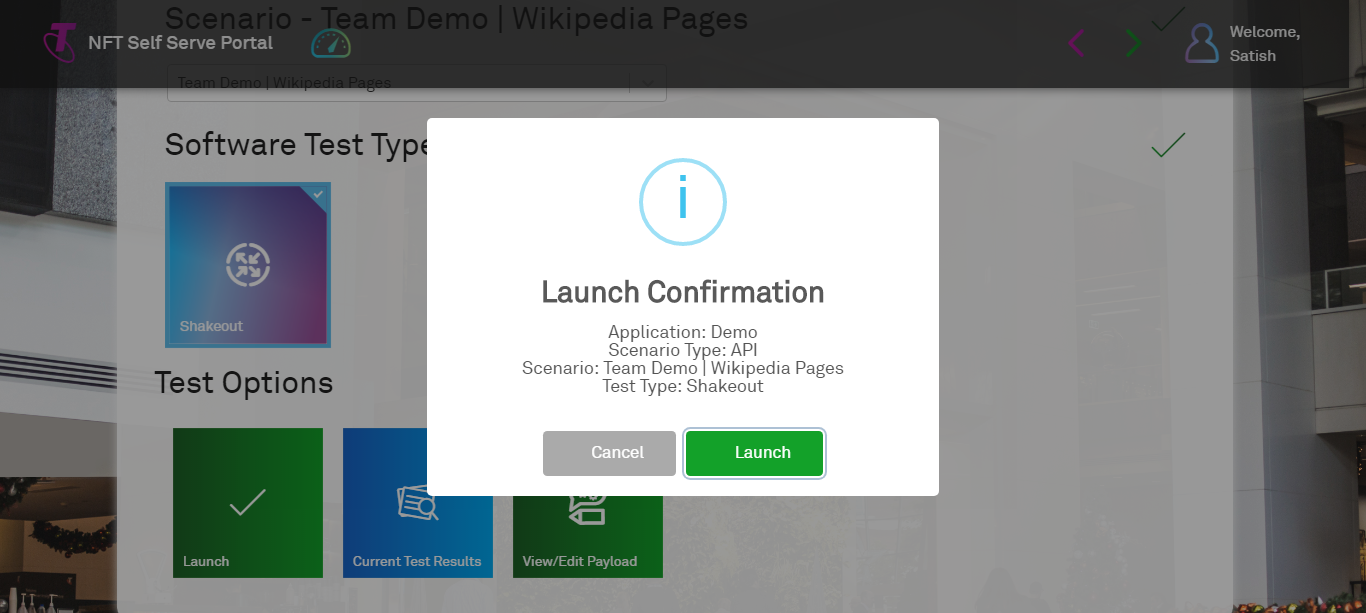 Scenario - Team Demo | Wikipedia Pages
NFT Self Serve Portal
Welcome,
Satish
Team Demo | Wikipedia Pages
Software Test Type
Shakeout
Test Options
Launch
Current Test Results
View/Edit Payload
i
Launch Confirmation
Application: Demo
Scenario Type: API
Scenario: Team Demo | Wikipedia Pages
Test Type: Shakeout
Cancel
Launch